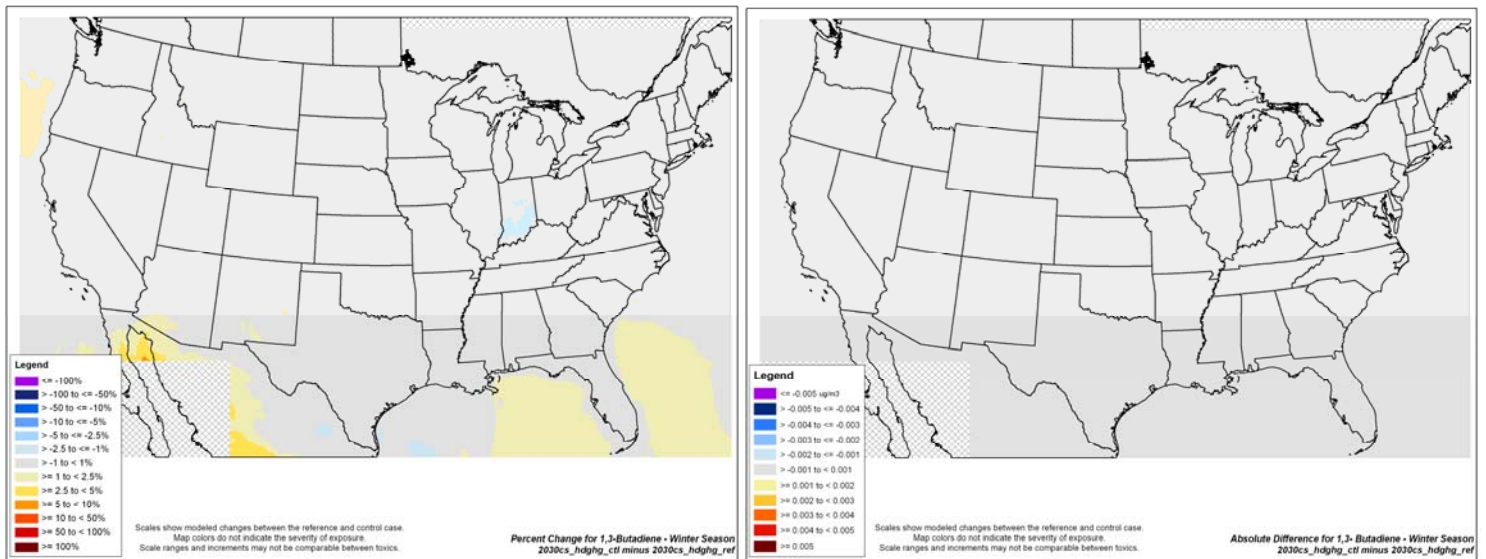 Legend
<= -100%
> -100 to <= -50%
> -50 to <= -10%
> -10 to <= -5%
> -5 to <= -2.5%
> -2.5 to <= -1%
> -1 to < 1%
>= 1 to < 2.5%
>= 2.5 to < 5%
>= 5 to < 10%
>= 10 to < 50%
>= 50 to < 100%
>= 100%
Scales show modeled changes between the reference and control case.
Map colors do not indicate the severity of exposure.
Scale ranges and increments may not be comparable between toxics.
Percent Change for 1,3-Butadiene - Winter Season
2030cs_hdghg_ctl minus 2030cs_hdghg_ref
Legend
<= -0.005 ug/m3
> -0.005 to <= -0.004
> -0.004 to <= -0.003
> -0.003 to <= -0.002
> -0.002 to <= -0.001
> -0.001 to < 0.001
>= 0.001 to < 0.002
>= 0.002 to < 0.003
>= 0.003 to < 0.004
>= 0.004 to < 0.005
>= 0.005
Scales show modeled changes between the reference and control case.
Map colors do not indicate the severity of exposure.
Scale ranges and increments may not be comparable between toxics.
Absolute Difference for 1,3- Butadiene - Winter Season
2030cs_hdghg_ctl minus 2030cs_hdghg_ref